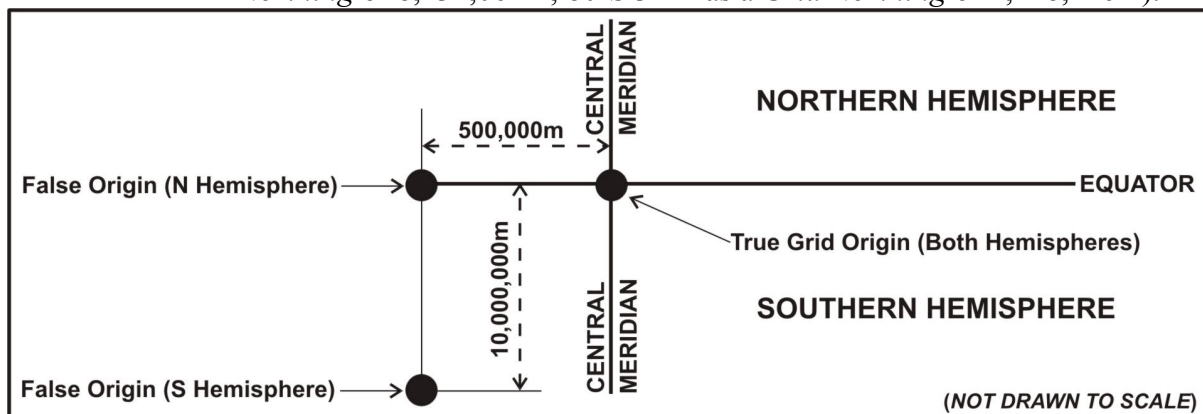 CENTRAL
MERIDIAN
NORTHERN HEMISPHERE
500,000m
False Origin (N Hemisphere)
EQUATOR
True Grid Origin (Both Hemispheres)
10,000,000m
CENTRAL
MERIDIAN
SOUTHERN HEMISPHERE
False Origin (S Hemisphere)
(NOT DRAWN TO SCALE)